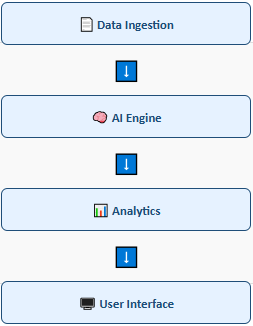 Data Ingestion
AI Engine
Analytics
User Interface